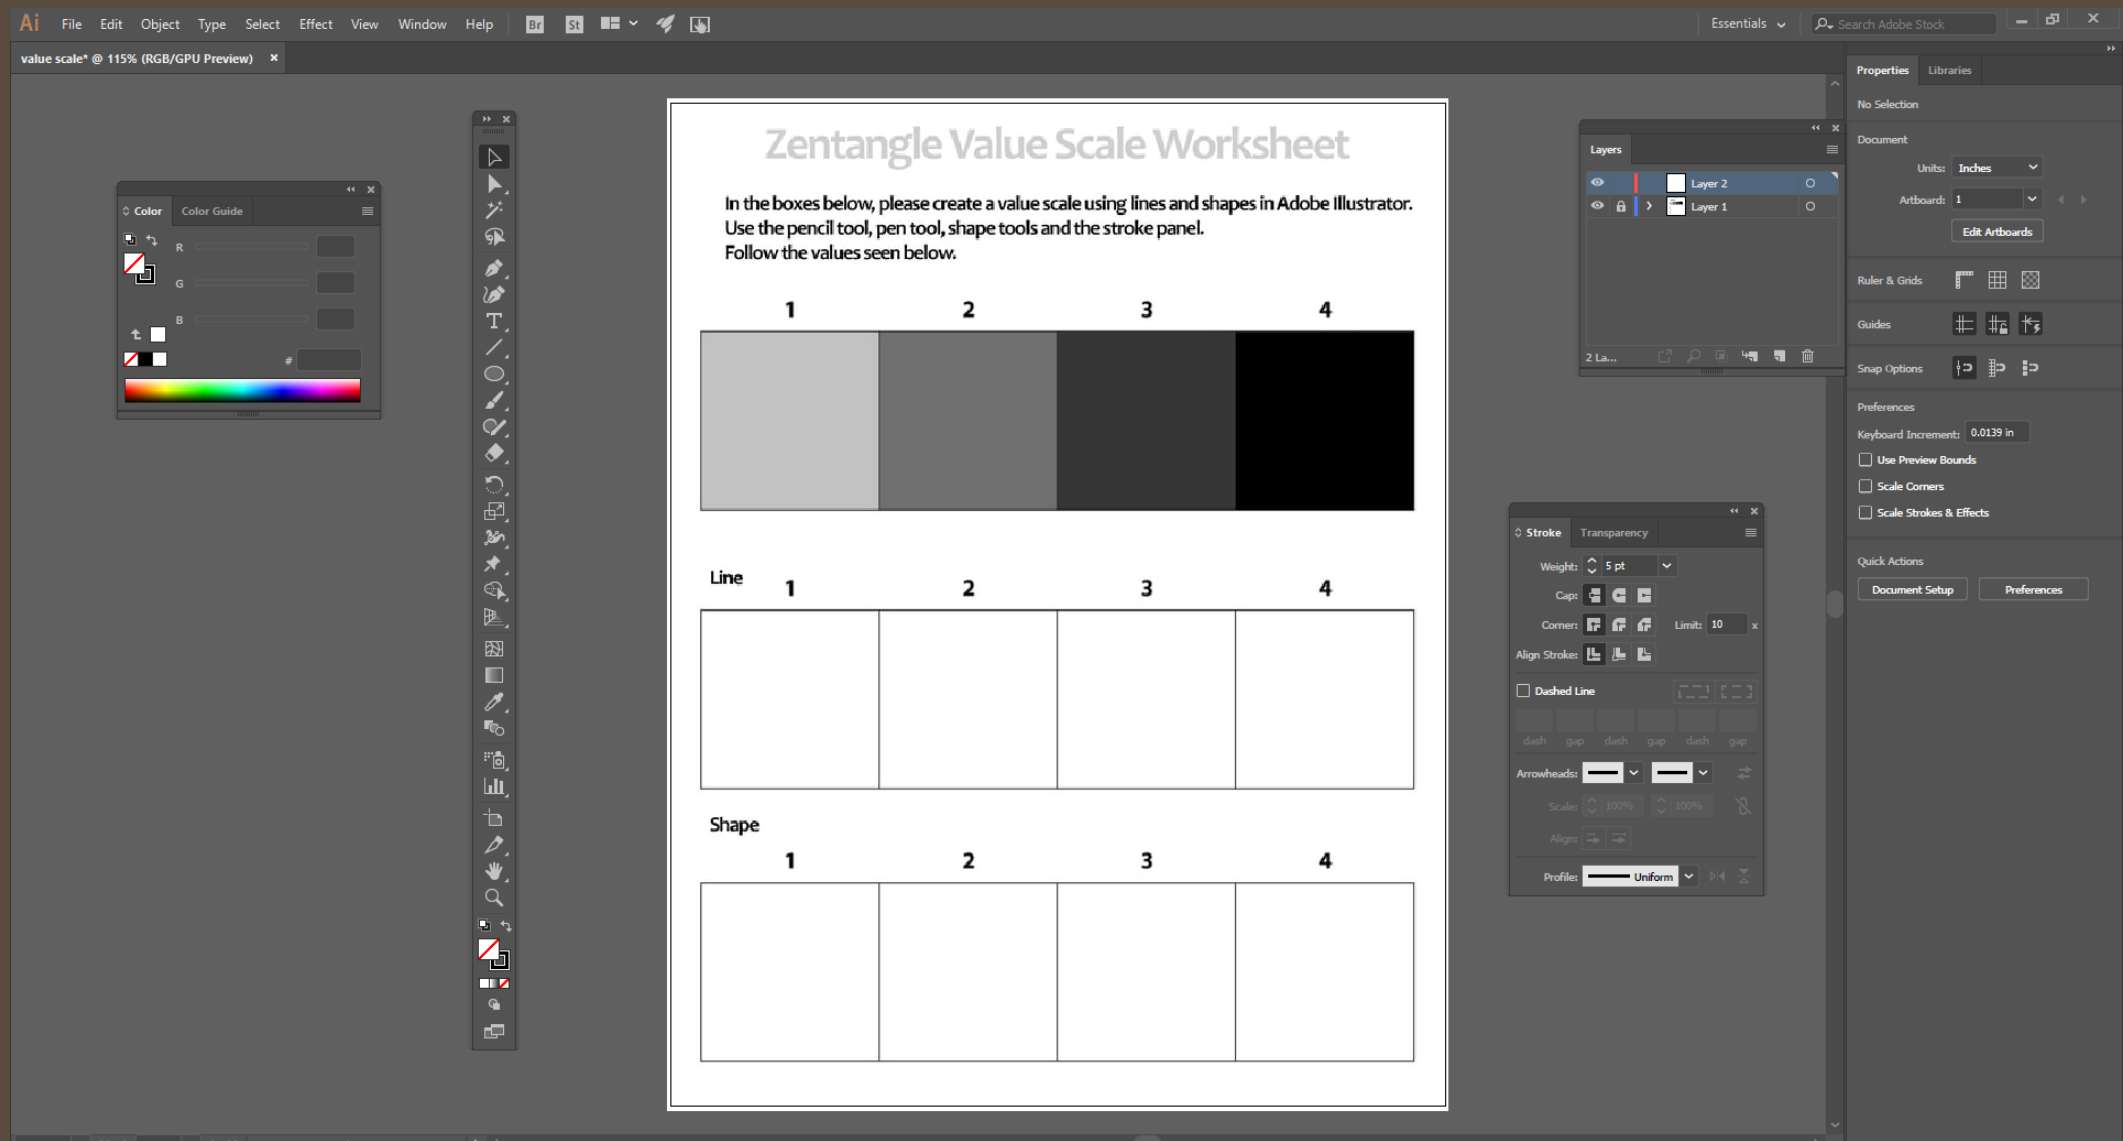 Ai File Edit Object Type Select Effect View Window Help Br St Essentials Search Adobe Stock
value scale* @ 115% (RGB/GPU Preview)
Color Color Guide
R
G
B
#
Zentangle Value Scale Worksheet
In the boxes below, please create a value scale using lines and shapes in Adobe Illustrator.
Use the pencil tool, pen tool, shape tools and the stroke panel.
Follow the values seen below.
1 2 3 4
Line
1 2 3 4
Shape
1 2 3 4
Layers
Layer 2
Layer 1
2 La...
Stroke Transparency
Weight: 5 pt
Cap:
Corner: Limit: 10 x
Align Stroke:
Dashed Line
dash gap dash gap dash gap
Arrowheads:
Scale: 100% 100%
Align:
Profile: Uniform
Properties Libraries
No Selection
Document
Units: Inches
Artboard: 1
Edit Artboards
Ruler & Grids
Guides
Snap Options
Preferences
Keyboard Increment: 0.0139 in
Use Preview Bounds
Scale Corners
Scale Strokes & Effects
Quick Actions
Document Setup Preferences